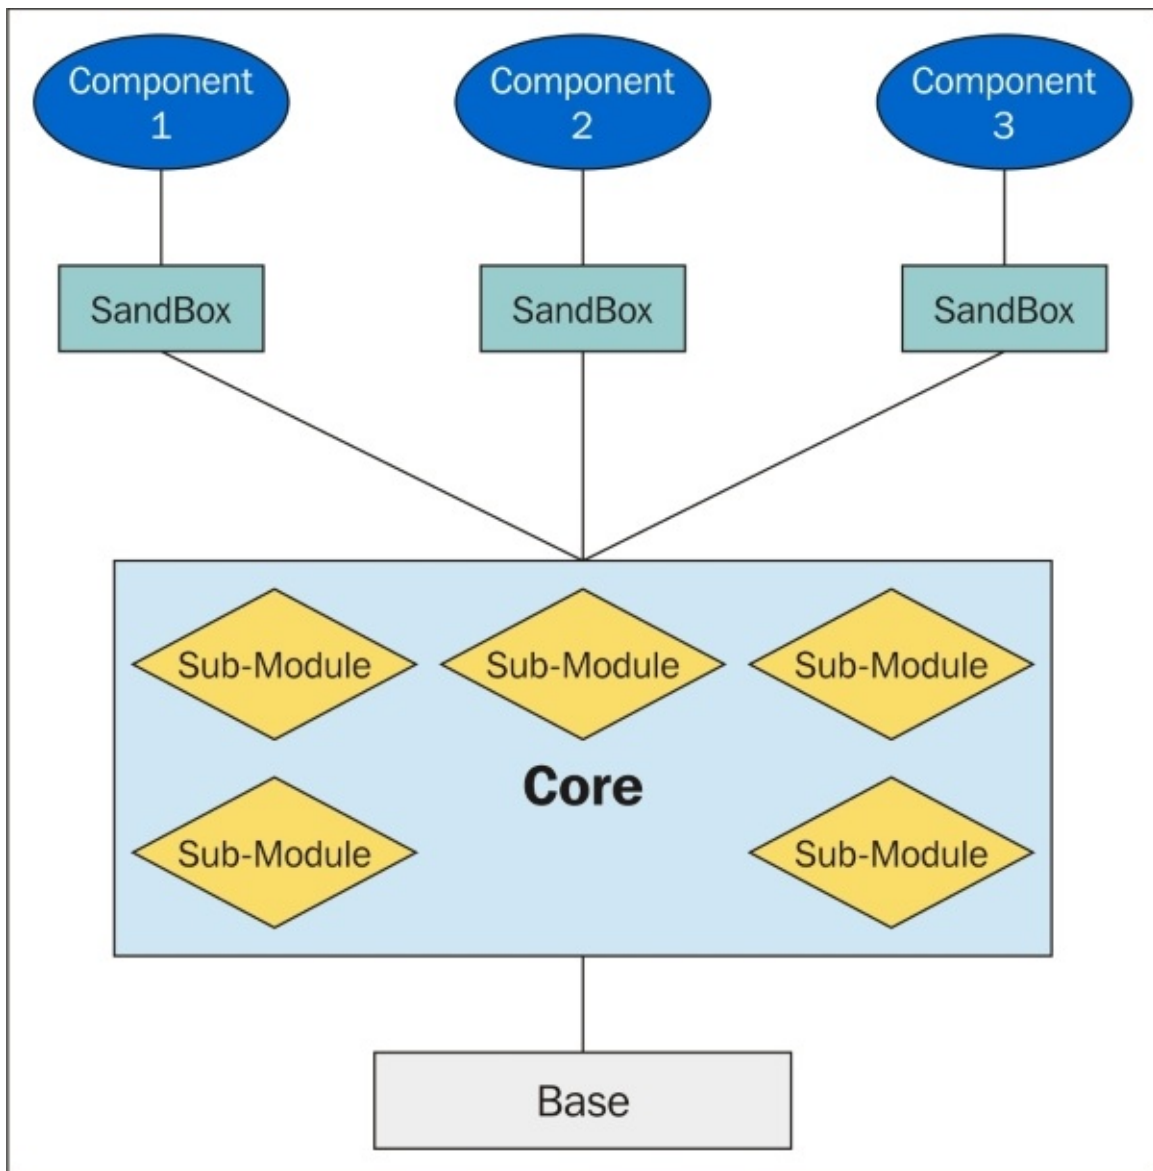 Component
1
Component
2
Component
3
SandBox
SandBox
SandBox
Sub-Module
Sub-Module
Sub-Module
Core
Sub-Module
Sub-Module
Base